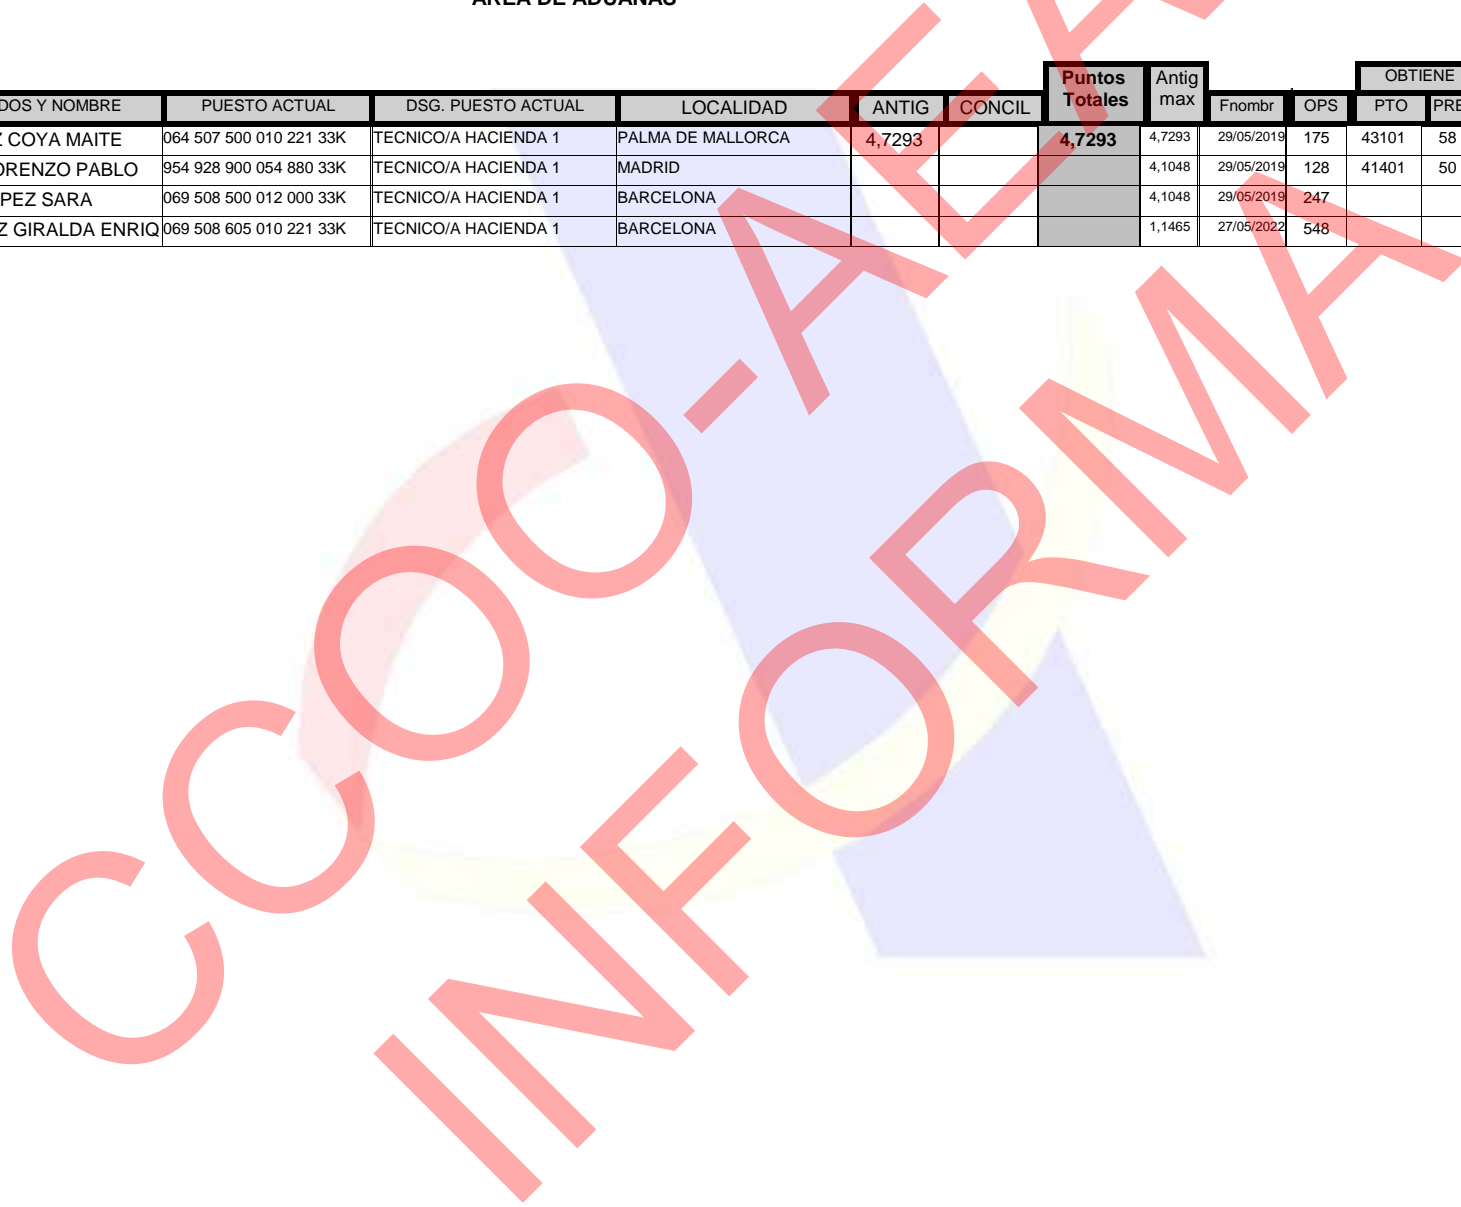 AREA DE ADUANAS
Puntos Totales Antig max OBTIENE
DOS Y NOMBRE PUESTO ACTUAL DSG. PUESTO ACTUAL LOCALIDAD ANTIG CONCIL Fnombr OPS PTO PRE
Z COYA MAITE 064 507 500 010 221 33K TECNICO/A HACIENDA 1 PALMA DE MALLORCA 4,7293 4,7293 4,7293 29/05/2019 175 43101 58
ORENZO PABLO 954 928 900 054 880 33K TECNICO/A HACIENDA 1 MADRID 4,1048 29/05/2019 128 41401 50
PEZ SARA 069 508 500 012 000 33K TECNICO/A HACIENDA 1 BARCELONA 4,1048 29/05/2019 247
Z GIRALDA ENRIQ 069 508 605 010 221 33K TECNICO/A HACIENDA 1 BARCELONA 1,1465 27/05/2022 548
CCOO-AEA
INFORMA